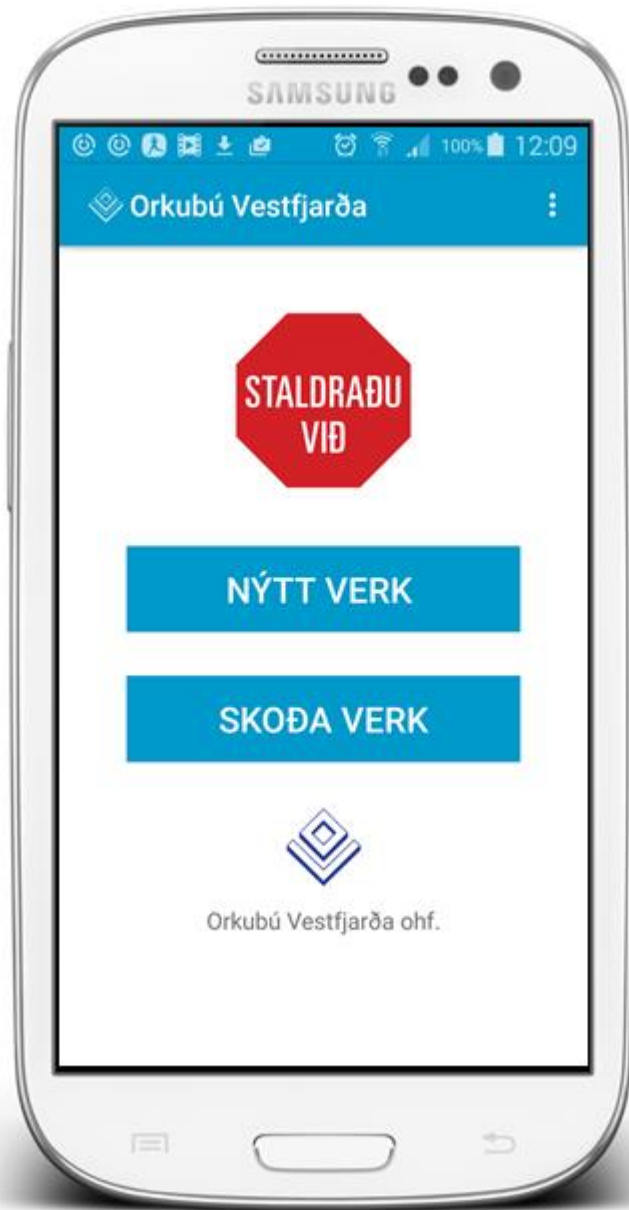 SAMSUNG
100% 12:09
Orkubú Vestfjarða
STALDRAÐU
VIÐ
NÝTT VERK
SKOÐA VERK
Orkubú Vestfjarða ohf.